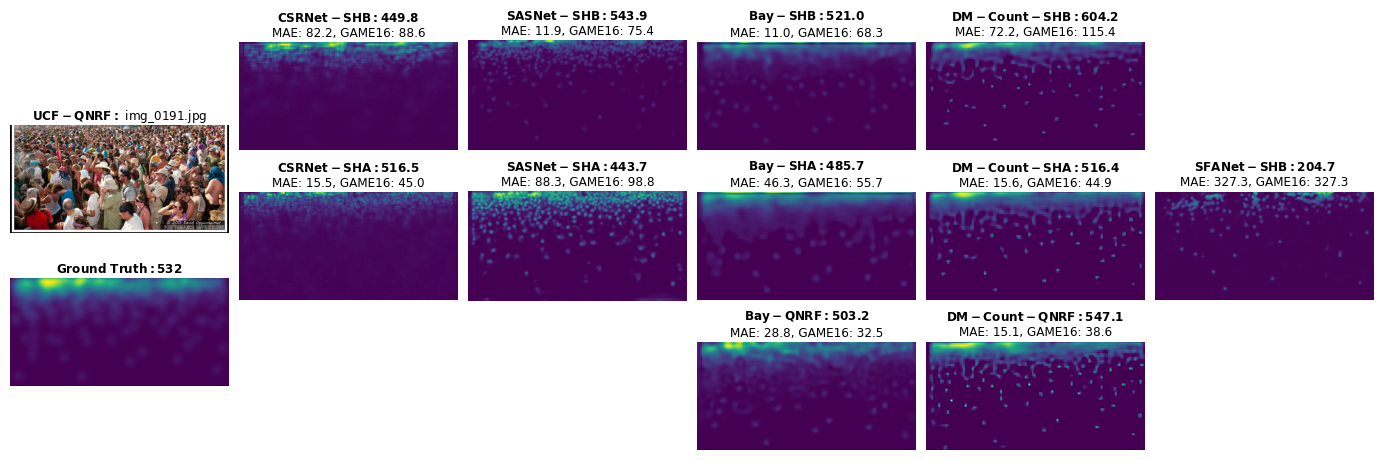 CSRNet−SHB: 449.8
MAE: 82.2, GAME16: 88.6
SASNet−SHB: 543.9
MAE: 11.9, GAME16: 75.4
Bay−SHB: 521.0
MAE: 11.0, GAME16: 68.3
DM−Count−SHB: 604.2
MAE: 72.2, GAME16: 115.4
UCF−QNRF: img_0191.jpg
CSRNet−SHA: 516.5
MAE: 15.5, GAME16: 45.0
SASNet−SHA: 443.7
MAE: 88.3, GAME16: 98.8
Bay−SHA: 485.7
MAE: 46.3, GAME16: 55.7
DM−Count−SHA: 516.4
MAE: 15.6, GAME16: 44.9
SFANet−SHB: 204.7
MAE: 327.3, GAME16: 327.3
Ground Truth: 532
Bay−QNRF: 503.2
MAE: 28.8, GAME16: 32.5
DM−Count−QNRF: 547.1
MAE: 15.1, GAME16: 38.6